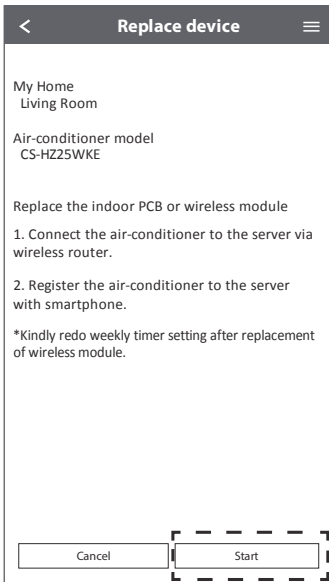 Replace device
My Home
Living Room
Air-conditioner model
CS-HZ25WKE
Replace the indoor PCB or wireless module
1. Connect the air-conditioner to the server via
wireless router.
2. Register the air-conditioner to the server
with smartphone.
*Kindly redo weekly timer setting after replacement
of wireless module.
Cancel Start